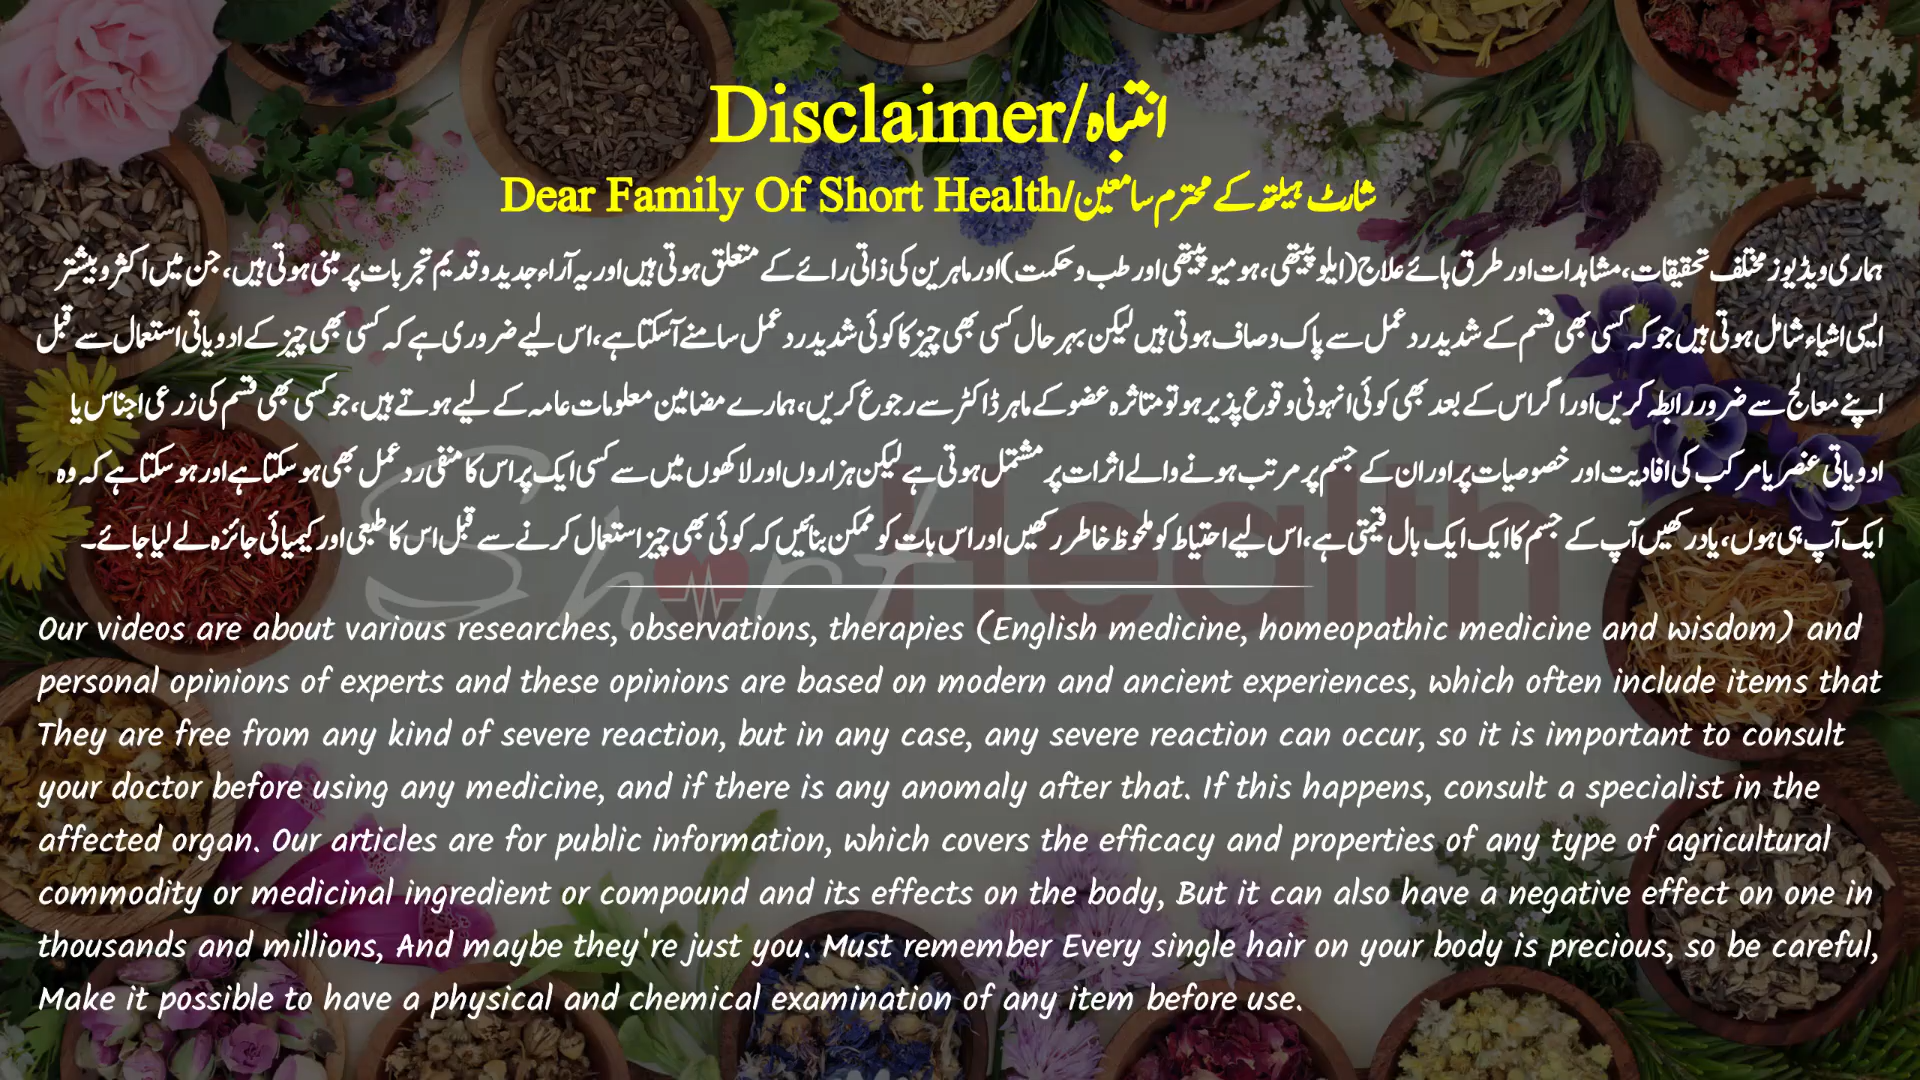 Disclaimer/انتباہ
Dear Family Of Short Health/شارٹ ہیلتھ کے محترم سامعین
ہماری ویڈیوز مختلف تحقیقات، مشاہدات اور طرق ہائے علاج (ایلوپیتھی، ہومیوپیتھی اور طب و حکمت) اور ماہرین کی ذاتی رائے کے متعلق ہوتی ہیں اور یہ آراء جدید و قدیم تجربات پر مبنی ہوتی ہیں، جن میں اکثر و بیشتر
ایسی اشیاء شامل ہوتی ہیں جو کہ کسی بھی قسم کے شدید رد عمل سے پاک و صاف ہوتی ہیں لیکن بہر حال کسی بھی چیز کا کوئی شدید رد عمل سامنے آسکتا ہے، اس لیے ضروری ہے کہ کسی بھی چیز کے ادویاتی استعمال سے قبل
اپنے معالج سے ضرور رابطہ کریں اور اگر اس کے بعد بھی کوئی انہونی وقوع پذیر ہو تو متاثرہ عضو کے ماہر ڈاکٹر سے رجوع کریں، ہمارے مضامین معلومات عامہ کے لیے ہوتے ہیں، جو کسی بھی قسم کی زرعی اجناس یا
ادویاتی عنصر یا مرکب کی افادیت اور خصوصیات پر اور ان کے جسم پر مرتب ہونے والے اثرات پر مشتمل ہوتی ہے لیکن ہزاروں اور لاکھوں میں سے کسی ایک پر اس کا منفی رد عمل بھی ہو سکتا ہے اور ہو سکتا ہے کہ وہ
ایک آپ ہی ہوں، یاد رکھیں آپ کے جسم کا ایک ایک بال قیمتی ہے، اس لیے احتیاط کو ملحوظ خاطر رکھیں اور اس بات کو ممکن بنائیں کہ کوئی بھی چیز استعمال کرنے سے قبل اس کا طبعی اور کیمیائی جائزہ لے لیا جائے۔
Short Health
Our videos are about various researches, observations, therapies (English medicine, homeopathic medicine and wisdom) and
personal opinions of experts and these opinions are based on modern and ancient experiences, which often include items that
They are free from any kind of severe reaction, but in any case, any severe reaction can occur, so it is important to consult
your doctor before using any medicine, and if there is any anomaly after that. If this happens, consult a specialist in the
affected organ. Our articles are for public information, which covers the efficacy and properties of any type of agricultural
commodity or medicinal ingredient or compound and its effects on the body, But it can also have a negative effect on one in
thousands and millions, And maybe they're just you. Must remember Every single hair on your body is precious, so be careful,
Make it possible to have a physical and chemical examination of any item before use.